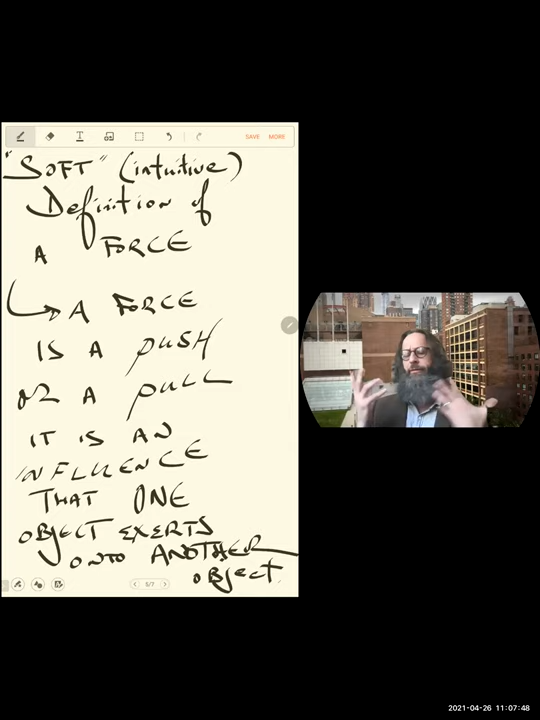 SAVE MORE
"SOFT" (intuitive)
Definition of
A FORCE
A FORCE
IS A PUSH
OR A PULL
IT IS AN
INFLUENCE
THAT ONE
OBJECT EXERTS
ONTO ANOTHER
OBJECT.
5/7
2021-04-26 11:07:48